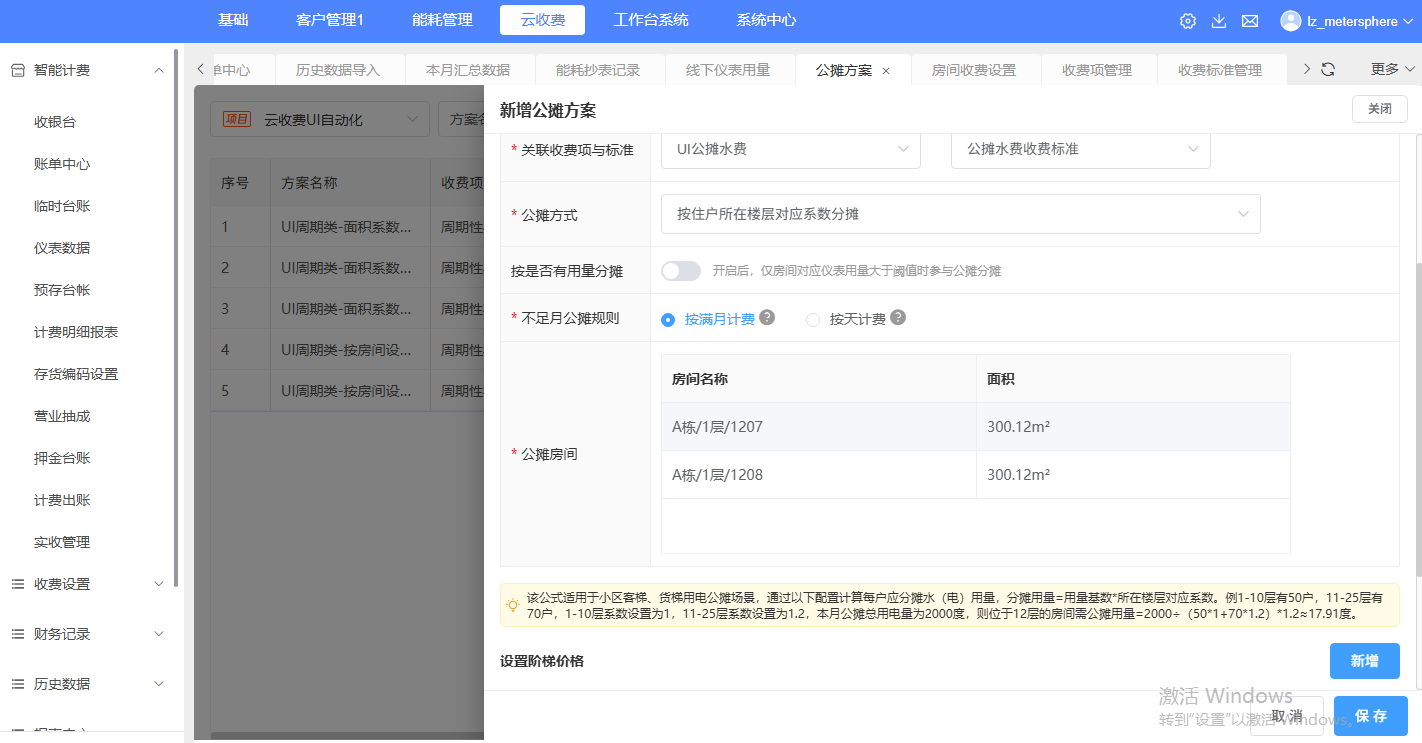 基础 客户管理1 能耗管理 云收费 工作台系统 系统中心 lz_metersphere
智能计费
收银台
账单中心
临时台账
仪表数据
预存台帐
计费明细报表
存货编码设置
营业抽成
押金台账
计费出账
实收管理
收费设置
财务记录
历史数据
单中心 历史数据导入 本月汇总数据 能耗抄表记录 线下仪表用量 公摊方案 × 房间收费设置 收费项管理 收费标准管理 更多
项目 云收费UI自动化 方案名
序号 方案名称 收费项
1 UI周期类-面积系数... 周期性
2 UI周期类-面积系数... 周期性
3 UI周期类-面积系数... 周期性
4 UI周期类-按房间设... 周期性
5 UI周期类-按房间设... 周期性
新增公摊方案 关闭
* 关联收费项与标准 UI公摊水费 公摊水费收费标准
* 公摊方式 按住户所在楼层对应系数分摊
按是否有用量分摊 开启后，仅房间对应仪表用量大于阈值时参与公摊分摊
* 不足月公摊规则 按满月计费 ? 按天计费 ?
* 公摊房间
房间名称 面积
A栋/1层/1207 300.12m²
A栋/1层/1208 300.12m²
该公式适用于小区客梯、货梯用电公摊场景，通过以下配置计算每户应分摊水（电）用量，分摊用量=用量基数*所在楼层对应系数。例1-10层有50户，11-25层有
70户，1-10层系数设置为1，11-25层系数设置为1.2，本月公摊总用电量为2000度，则位于12层的房间需公摊用量=2000÷（50*1+70*1.2）*1.2≈17.91度。
设置阶梯价格 新增
取消 保存
激活 Windows
转到"设置"以激活 Windows。